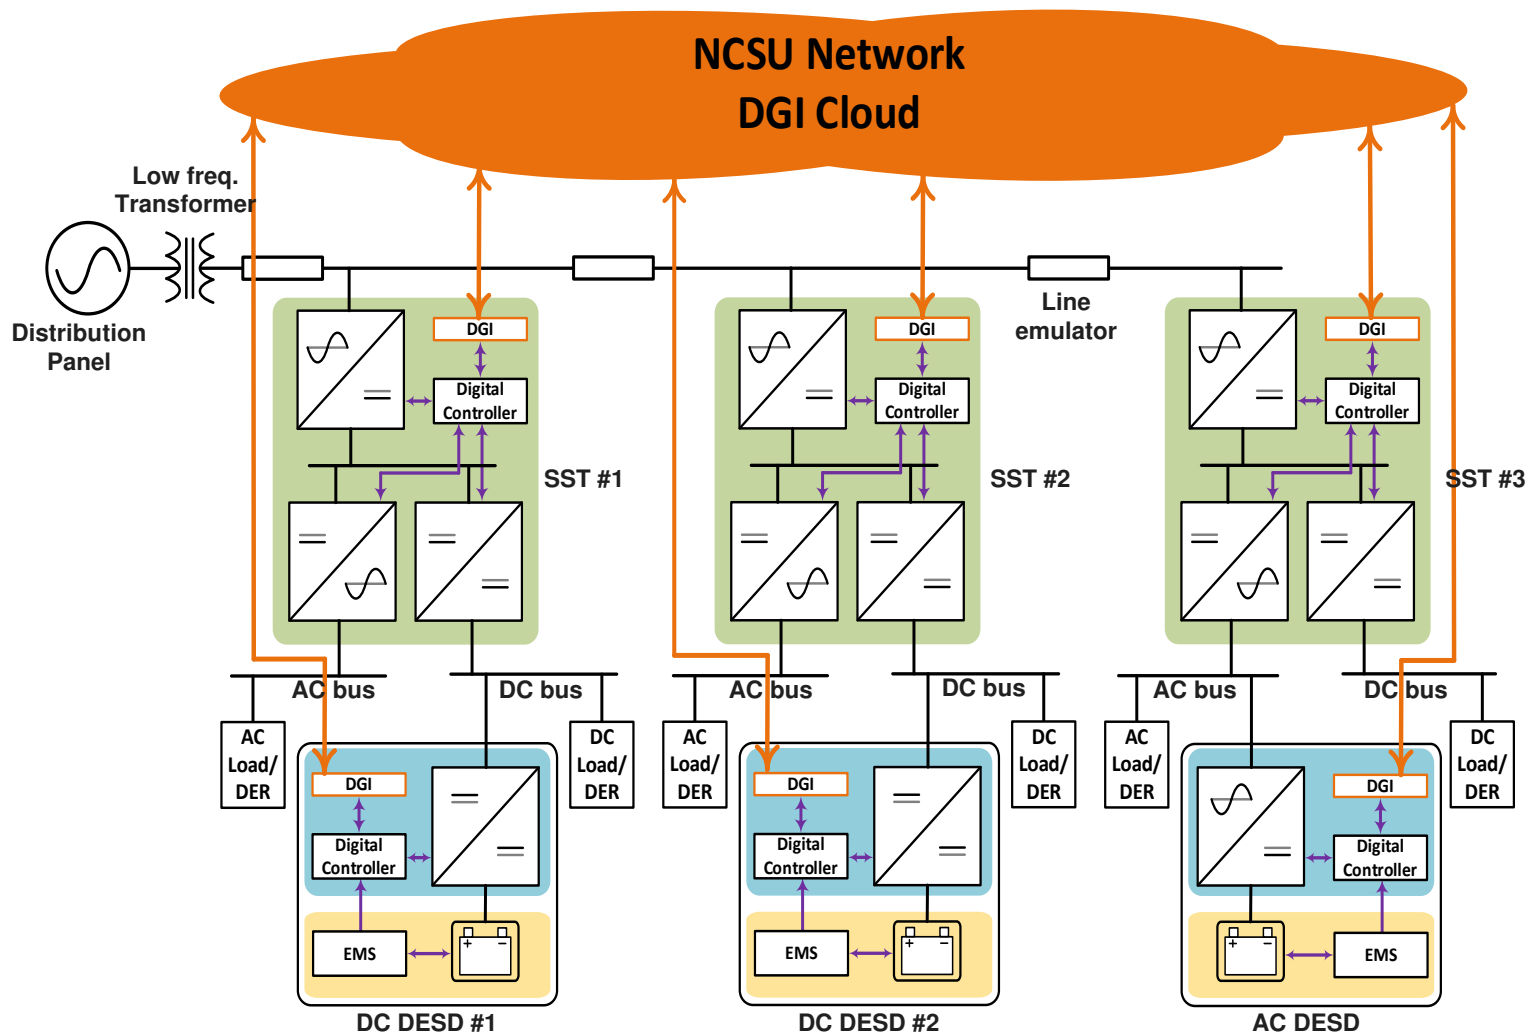 NCSU Network
DGI Cloud
Low freq.
Transformer
Distribution
Panel
Line
emulator
DGI
Digital
Controller
SST #1
DGI
Digital
Controller
SST #2
DGI
Digital
Controller
SST #3
AC bus
DC bus
AC bus
DC bus
AC bus
DC bus
AC
Load/
DER
DGI
Digital
Controller
EMS
+ −
DC
Load/
DER
DC DESD #1
AC
Load/
DER
DGI
Digital
Controller
EMS
+ −
DC
Load/
DER
DC DESD #2
AC
Load/
DER
DGI
Digital
Controller
+ −
EMS
DC
Load/
DER
AC DESD